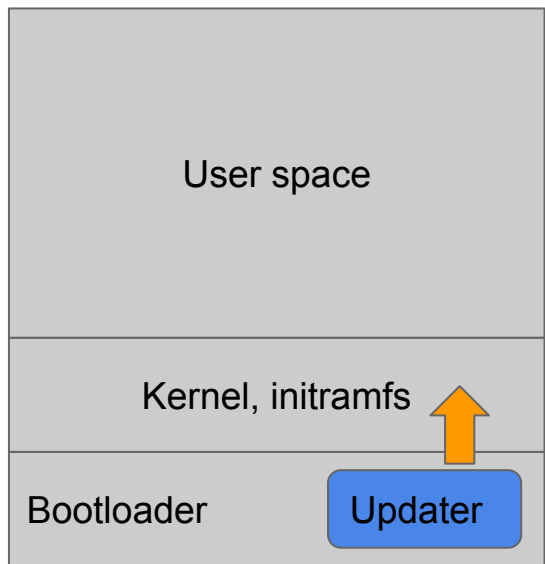 User space
Kernel, initramfs
Bootloader
Updater